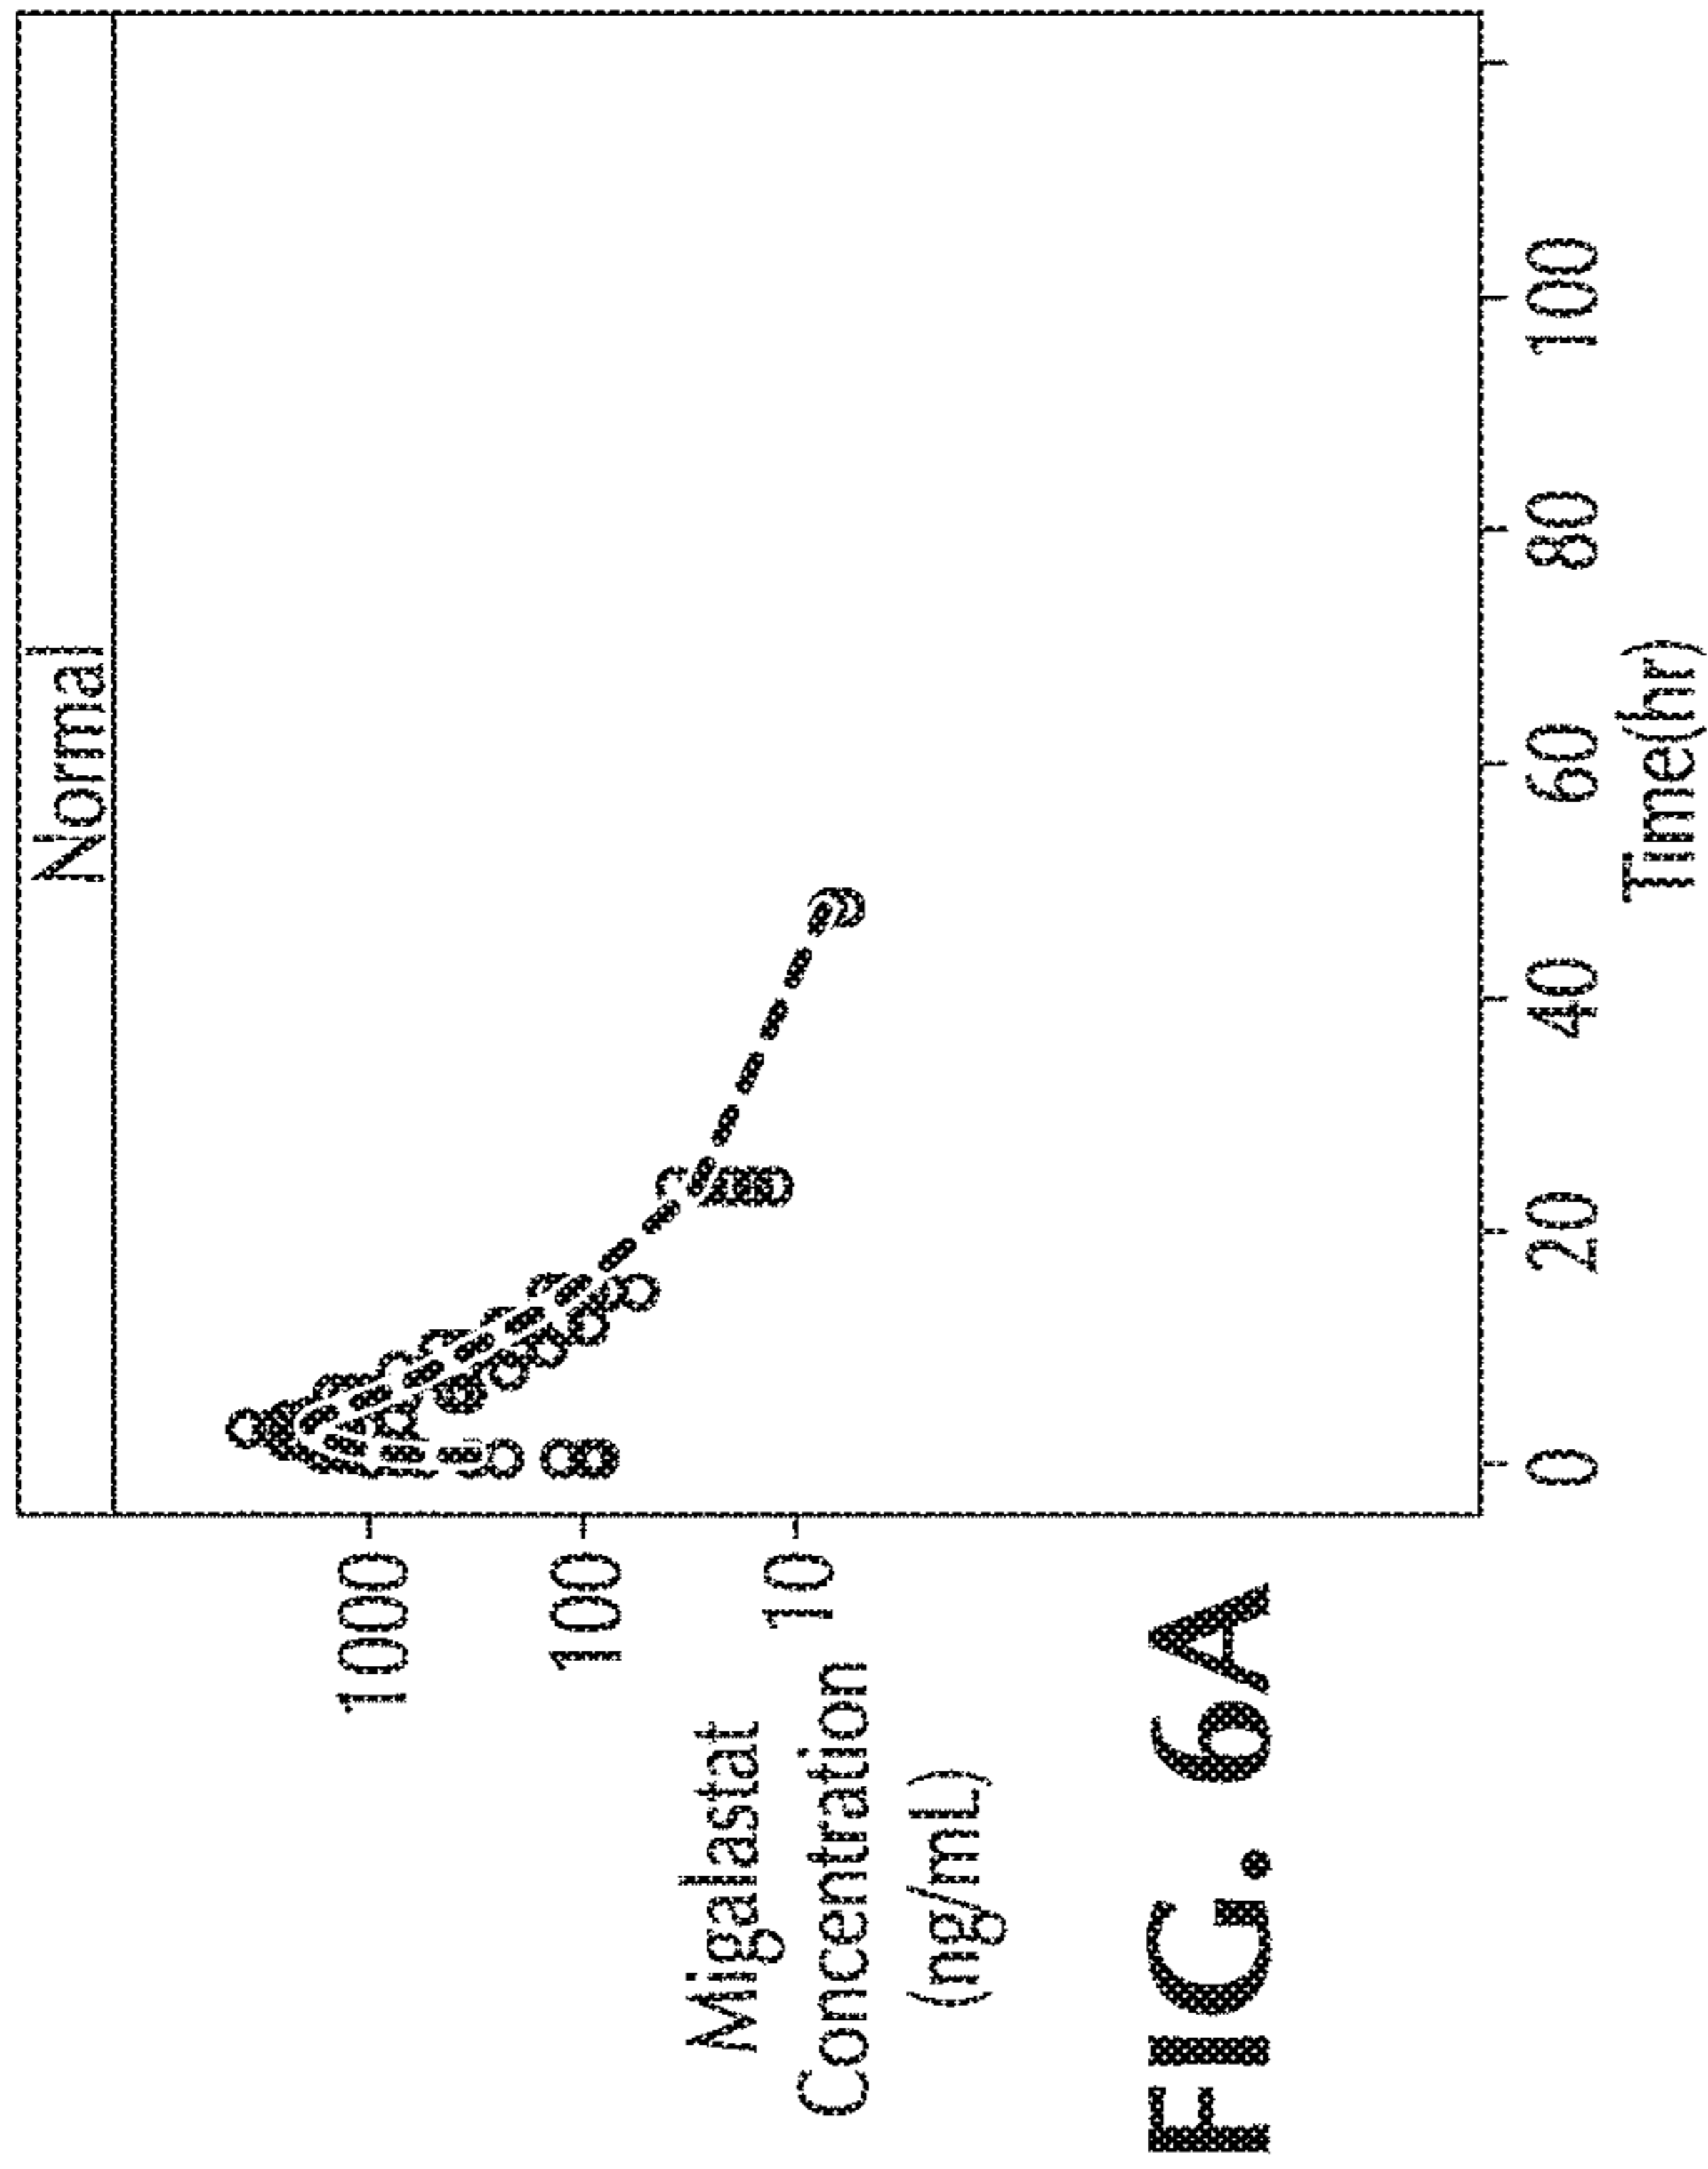 Normal
1000
100
10
Migalastat
Concentration
(ng/mL)
0 20 40 60 80 100
Time(hr)
FIG. 6A